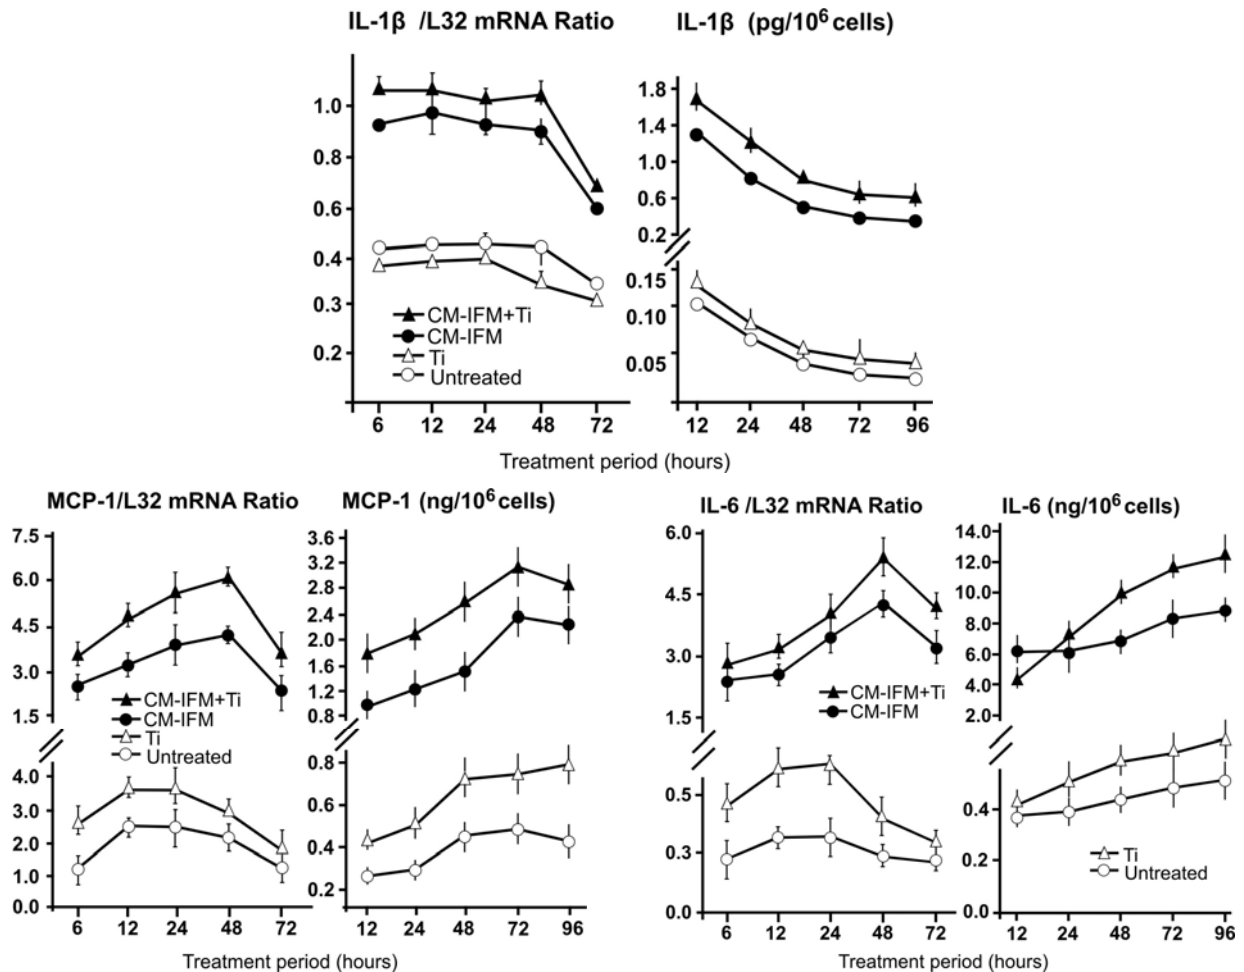 IL-1β /L32 mRNA Ratio
1.0
0.8
0.6
0.4
0.3
0.2
CM-IFM+Ti
CM-IFM
Ti
Untreated
6 12 24 48 72
IL-1β (pg/10⁶ cells)
1.8
1.4
1.0
0.6
0.2
0.15
0.10
0.05
12 24 48 72 96
Treatment period (hours)
MCP-1/L32 mRNA Ratio
7.5
6.0
4.5
3.0
1.5
CM-IFM+Ti
CM-IFM
Ti
Untreated
4.0
3.0
2.0
1.0
0.0
6 12 24 48 72
MCP-1 (ng/10⁶ cells)
3.6
3.2
2.8
2.4
2.0
1.6
1.2
0.8
0.8
0.6
0.4
0.2
12 24 48 72 96
Treatment period (hours)
IL-6 /L32 mRNA Ratio
6.0
4.5
3.0
1.5
CM-IFM+Ti
CM-IFM
0.5
0.3
0.0
6 12 24 48 72
IL-6 (ng/10⁶ cells)
14.0
12.0
10.0
8.0
6.0
4.0
2.0
0.4
0.2
0.0
Ti
Untreated
12 24 48 72 96
Treatment period (hours)